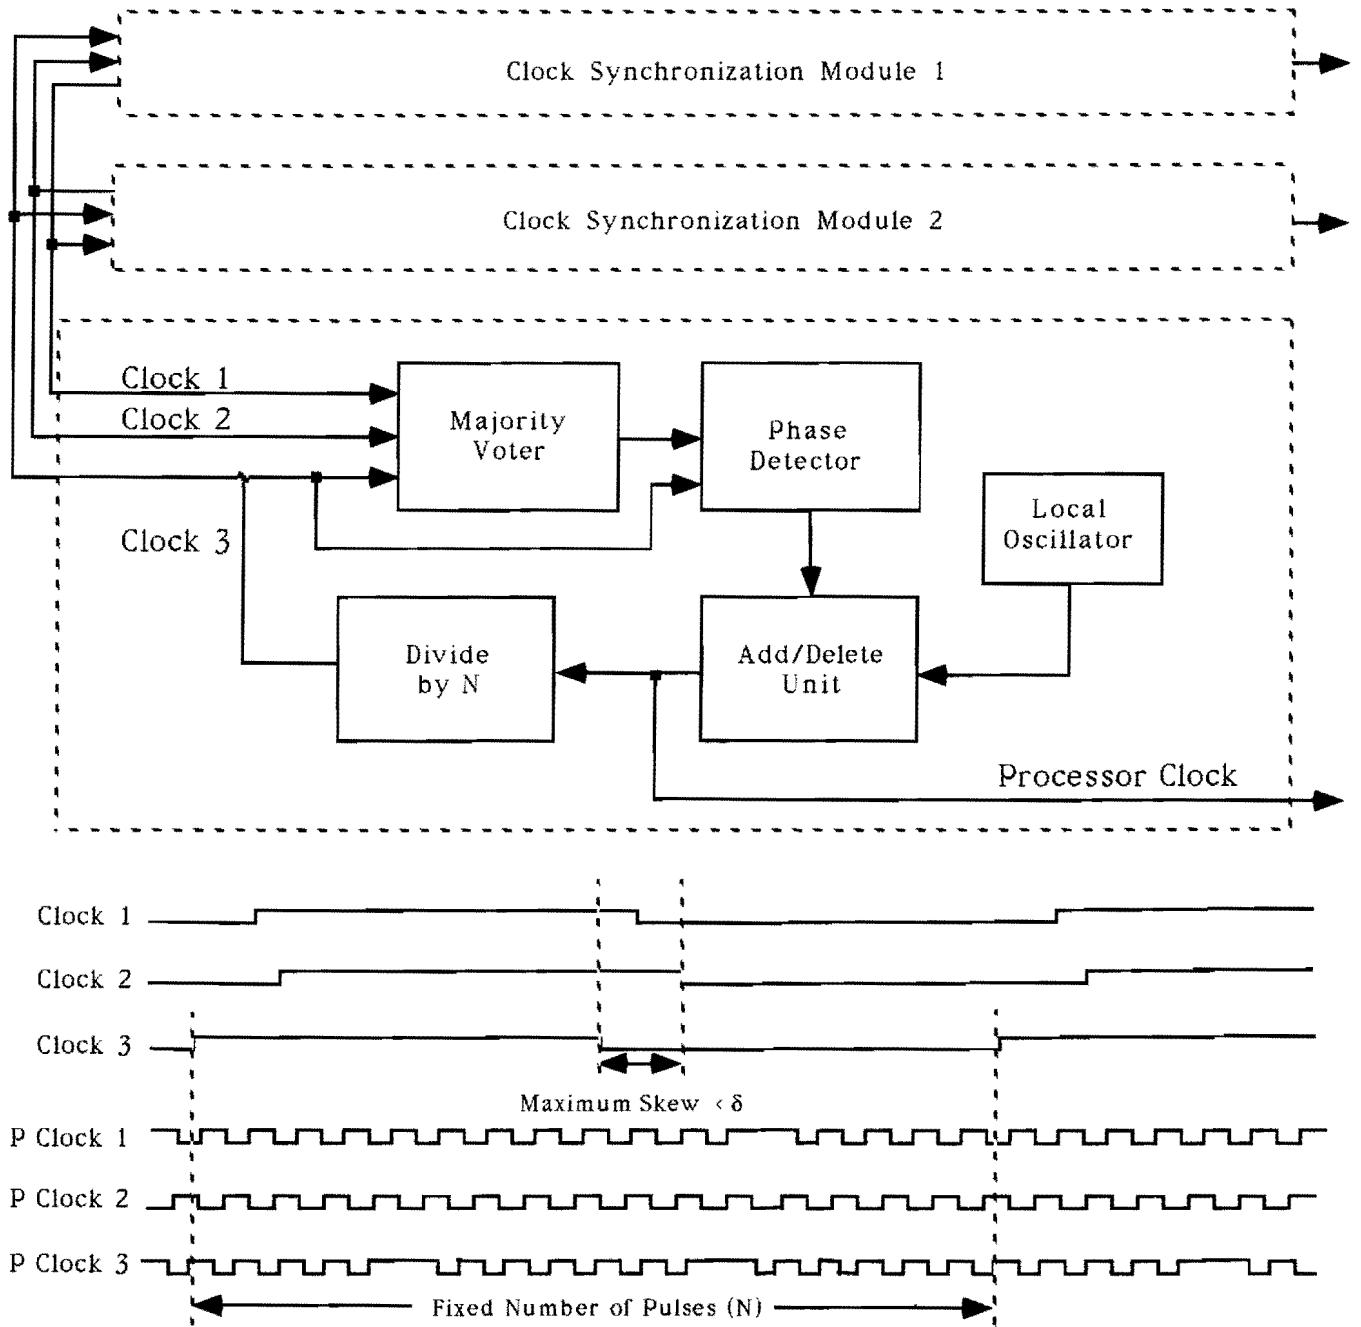 Clock Synchronization Module 1
Clock Synchronization Module 2
Clock 1
Clock 2
Clock 3
Majority
Voter
Phase
Detector
Local
Oscillator
Divide
by N
Add/Delete
Unit
Processor Clock
Clock 1
Clock 2
Clock 3
Maximum Skew < δ
P Clock 1
P Clock 2
P Clock 3
Fixed Number of Pulses (N)